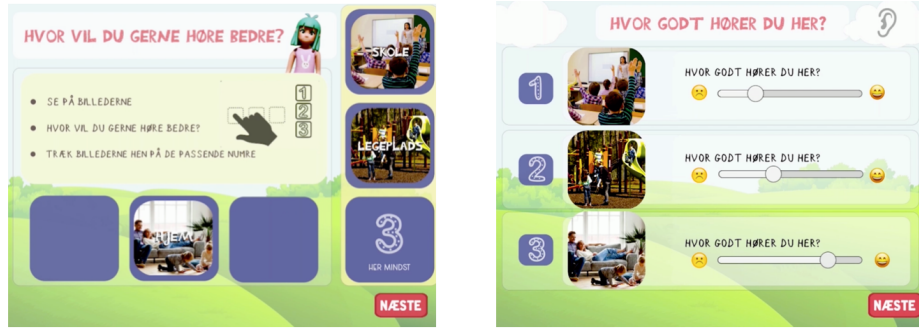 HVOR VIL DU GERNE HØRE BEDRE?
SE PÅ BILLEDERNE
HVOR VIL DU GERNE HØRE BEDRE?
TRÆK BILLEDERNE HEN PÅ DE PASSENDE NUMRE
1
2
3
SKOLE
LEGEPLADS
HJEM
3
HER MINDST
NÆSTE
HVOR GODT HØRER DU HER?
1
HVOR GODT HØRER DU HER?
2
HVOR GODT HØRER DU HER?
3
HVOR GODT HØRER DU HER?
NÆSTE